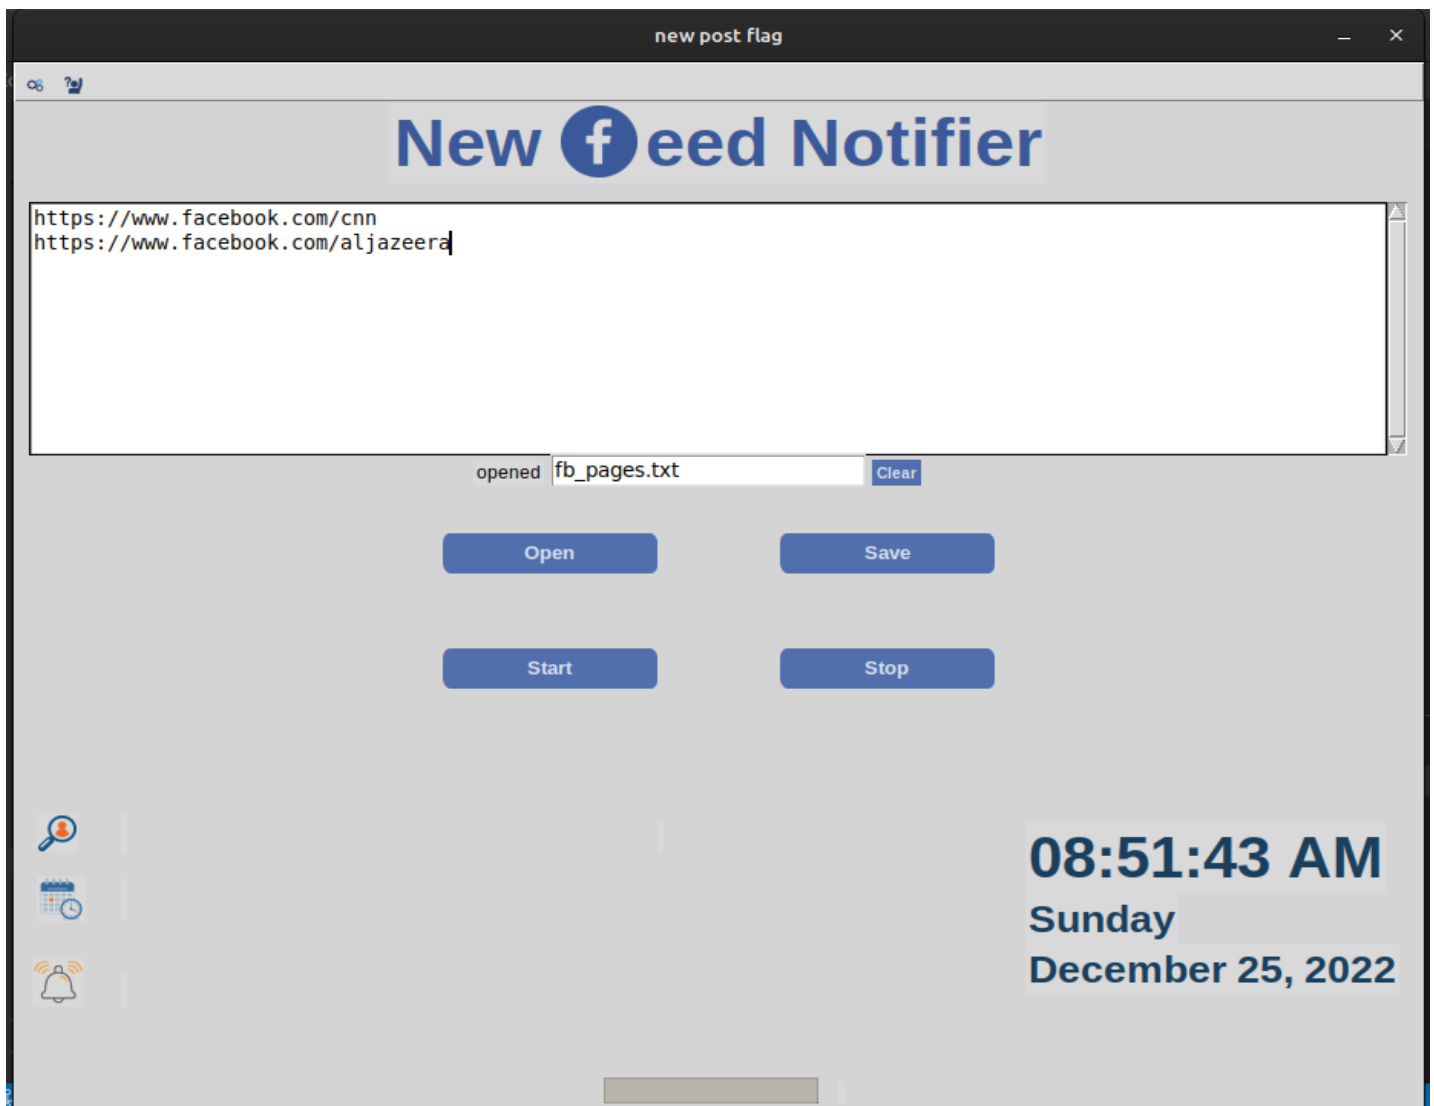 new post flag
New feed Notifier
https://www.facebook.com/cnn
https://www.facebook.com/aljazeera
opened fb_pages.txt Clear
Open Save
Start Stop
08:51:43 AM
Sunday
December 25, 2022